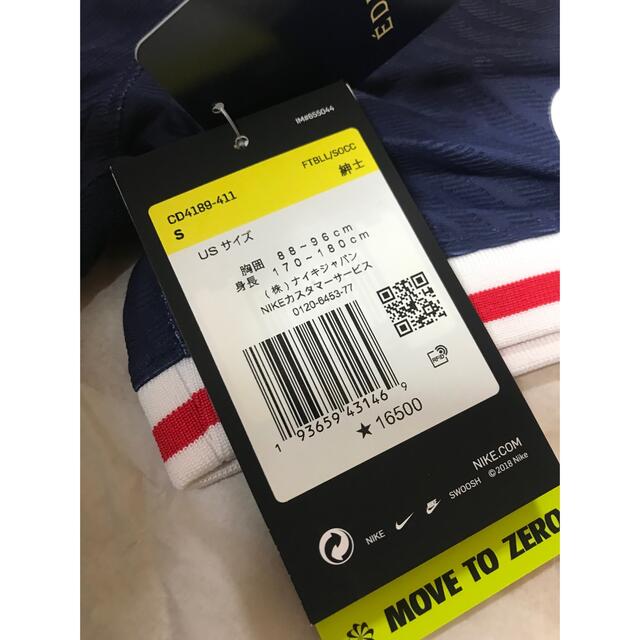 ÉD
IM#655044
FTBLL/SOCC
CD4189-411
紳士
S
US サイズ
胸囲 88-96cm
身長 170-180cm
(株)ナイキジャパン
NIKEカスタマーサービス
0120-6453-77
RFID
1 93659 43146 9
★16500
NIKE.COM
©2018 Nike
NIKE
SWOOSH
MOVE TO ZERO